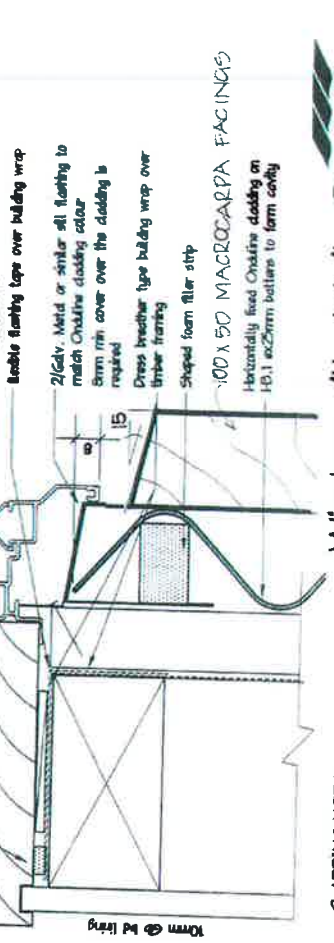 flexible flashing tape over building wrap
2/Galv. Metal or similar sill flashing to
match Onduline cladding colour
8mm min cover over the cladding is
required
Dress breather type building wrap over
timber framing
Shaped foam filler strip
100 X 50 MACROCARPA FACINGS
Horizontally fixed Onduline cladding on
H3.1 ex25mm battens to form cavity
8
15
10mm Gib bd lining